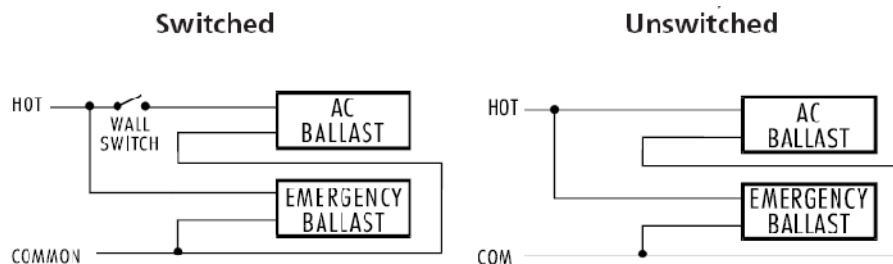 Switched
HOT
WALL
SWITCH
AC
BALLAST
EMERGENCY
BALLAST
COMMON
Unswitched
HOT
AC
BALLAST
EMERGENCY
BALLAST
COM